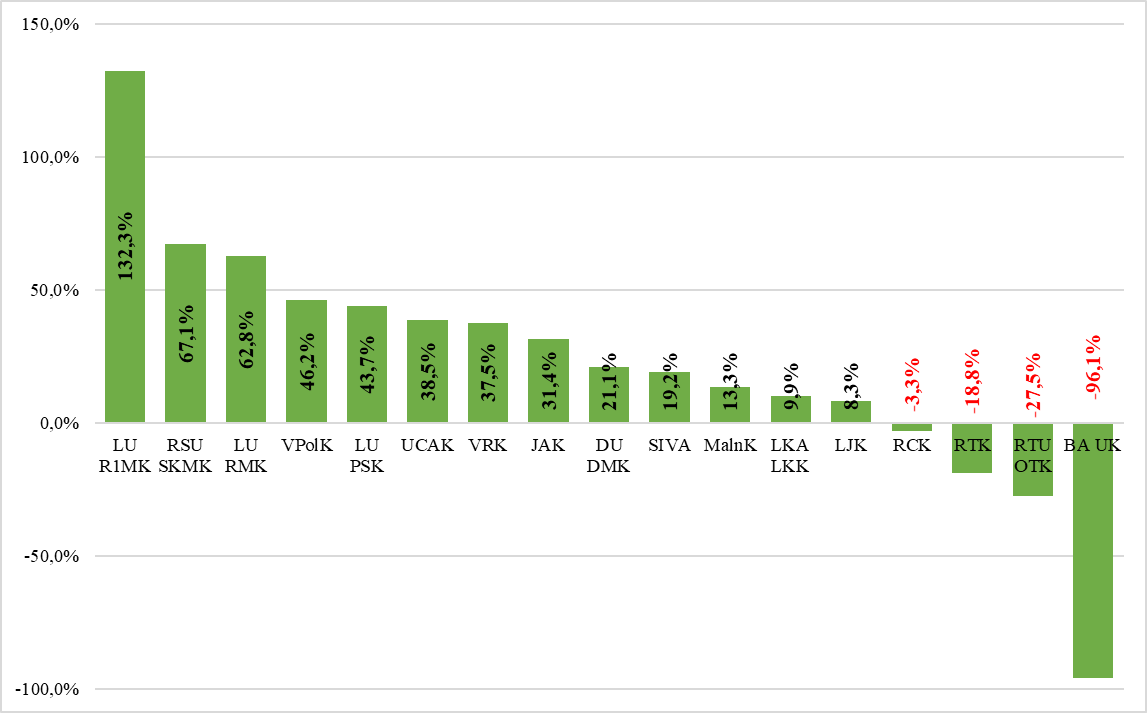 150,0%
100,0%
50,0%
0,0%
-50,0%
-100,0%
132,3%
67,1%
62,8%
46,2%
43,7%
38,5%
37,5%
31,4%
21,1%
19,2%
13,3%
9,9%
8,3%
-3,3%
-18,8%
-27,5%
-96,1%
LU
R1MK
RSU
SKMK
LU
RMK
VPolK
LU
PSK
UCAK
VRK
JAK
DU
DMK
SIVA
MalnK
LKA
LKK
LJK
RCK
RTK
RTU
OTK
BA UK